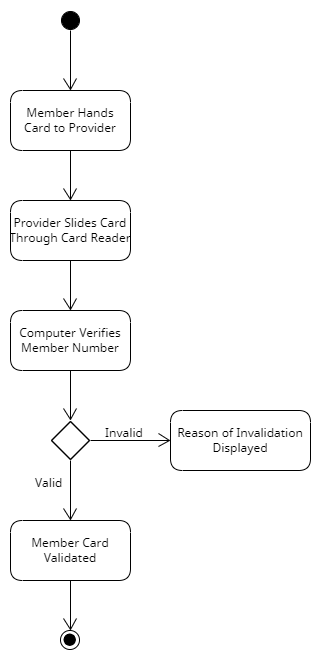 Member Hands
Card to Provider
Provider Slides Card
Through Card Reader
Computer Verifies
Member Number
Invalid
Reason of Invalidation
Displayed
Valid
Member Card
Validated